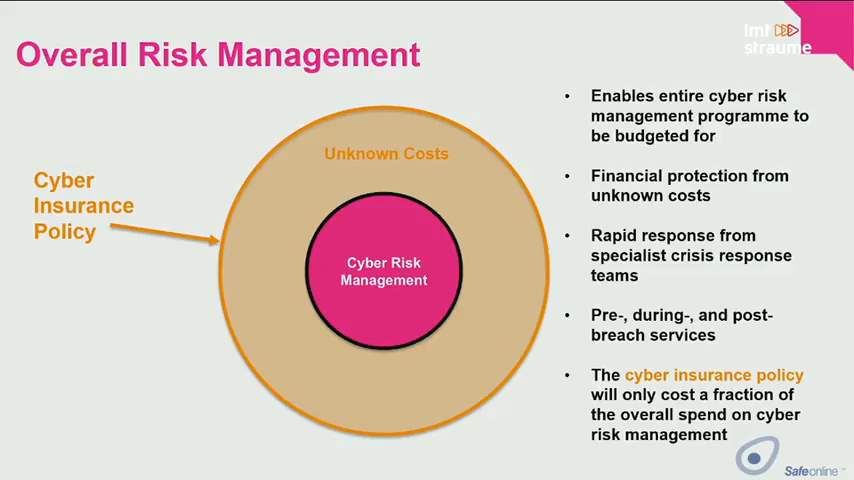 lmt
straume
Overall Risk Management
Cyber
Insurance
Policy
Unknown Costs
Cyber Risk
Management
• Enables entire cyber risk
management programme to
be budgeted for
• Financial protection from
unknown costs
• Rapid response from
specialist crisis response
teams
• Pre-, during-, and post-
breach services
• The cyber insurance policy
will only cost a fraction of
the overall spend on cyber
risk management
Safeonline™